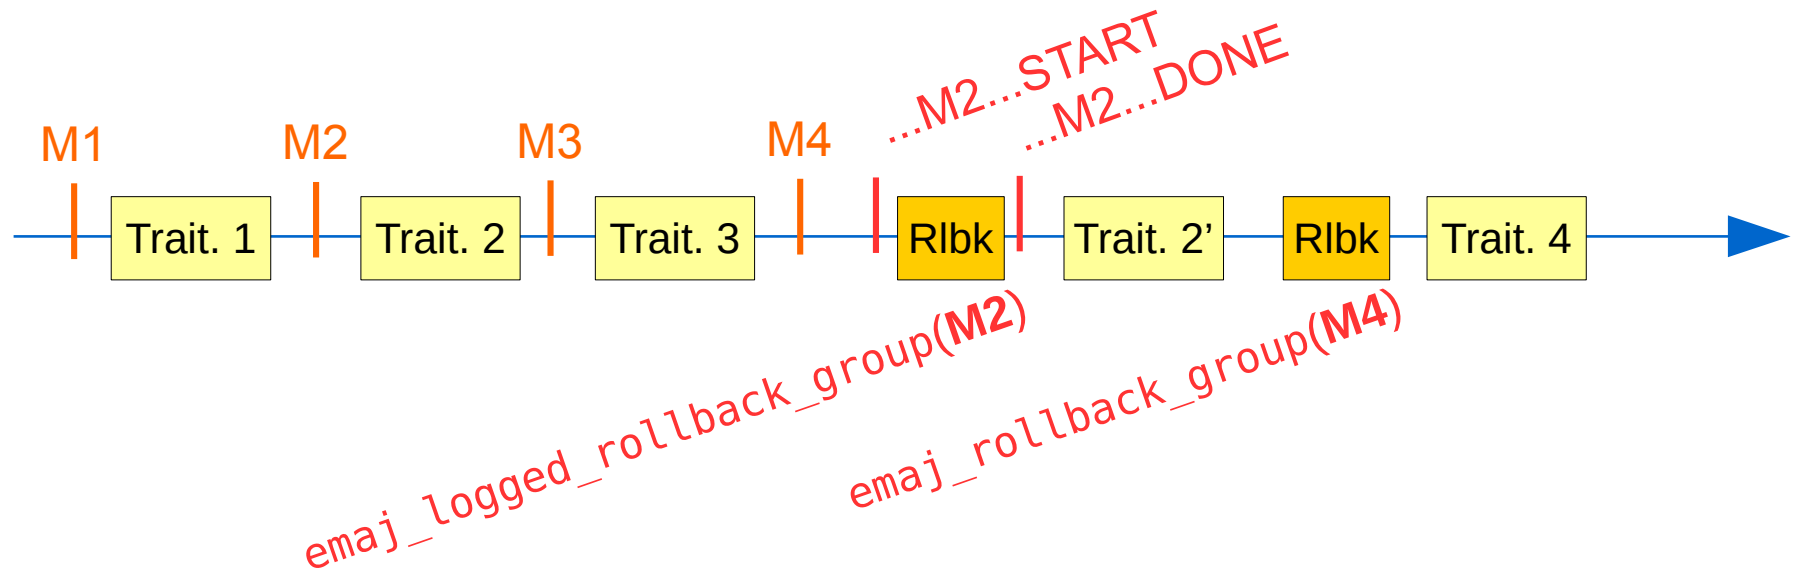 ...M2...START
...M2...DONE
M1
M2
M3
M4
Trait. 1
Trait. 2
Trait. 3
Rlbk
Trait. 2’
Rlbk
Trait. 4
emaj_logged_rollback_group(M2)
emaj_rollback_group(M4)